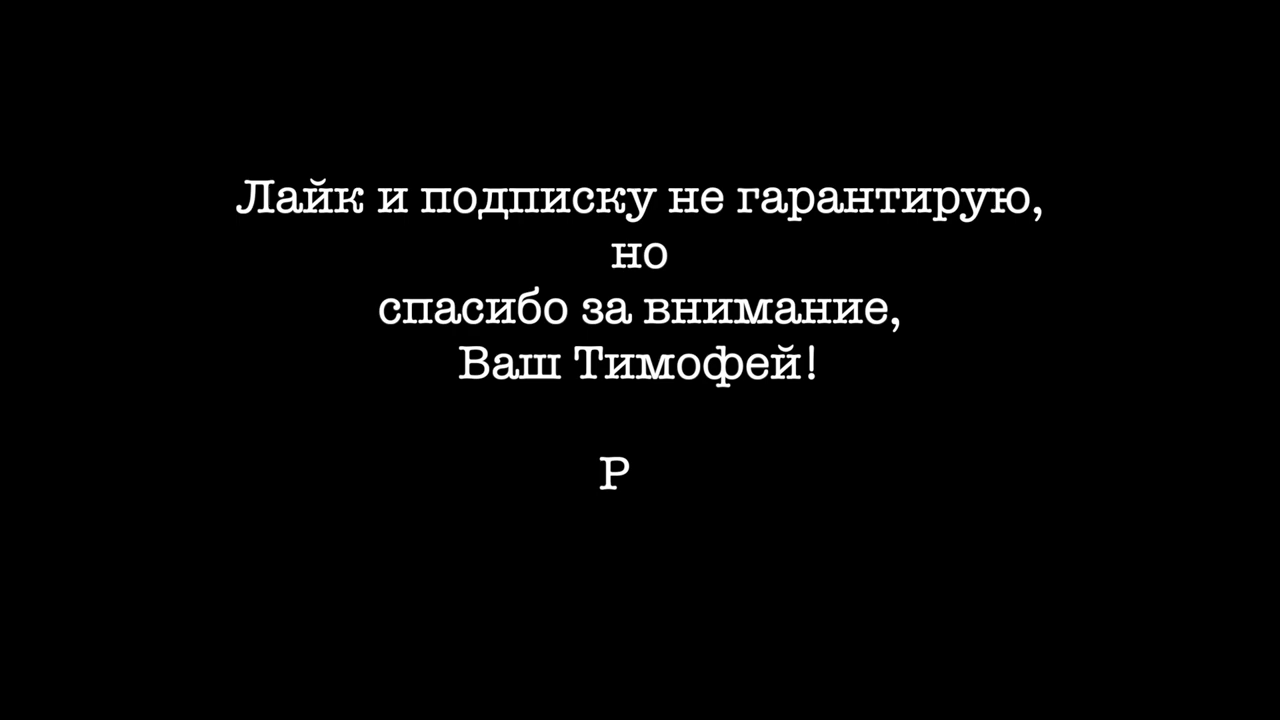 Лайк и подписку не гарантирую,
но
спасибо за внимание,
Ваш Тимофей!
Р